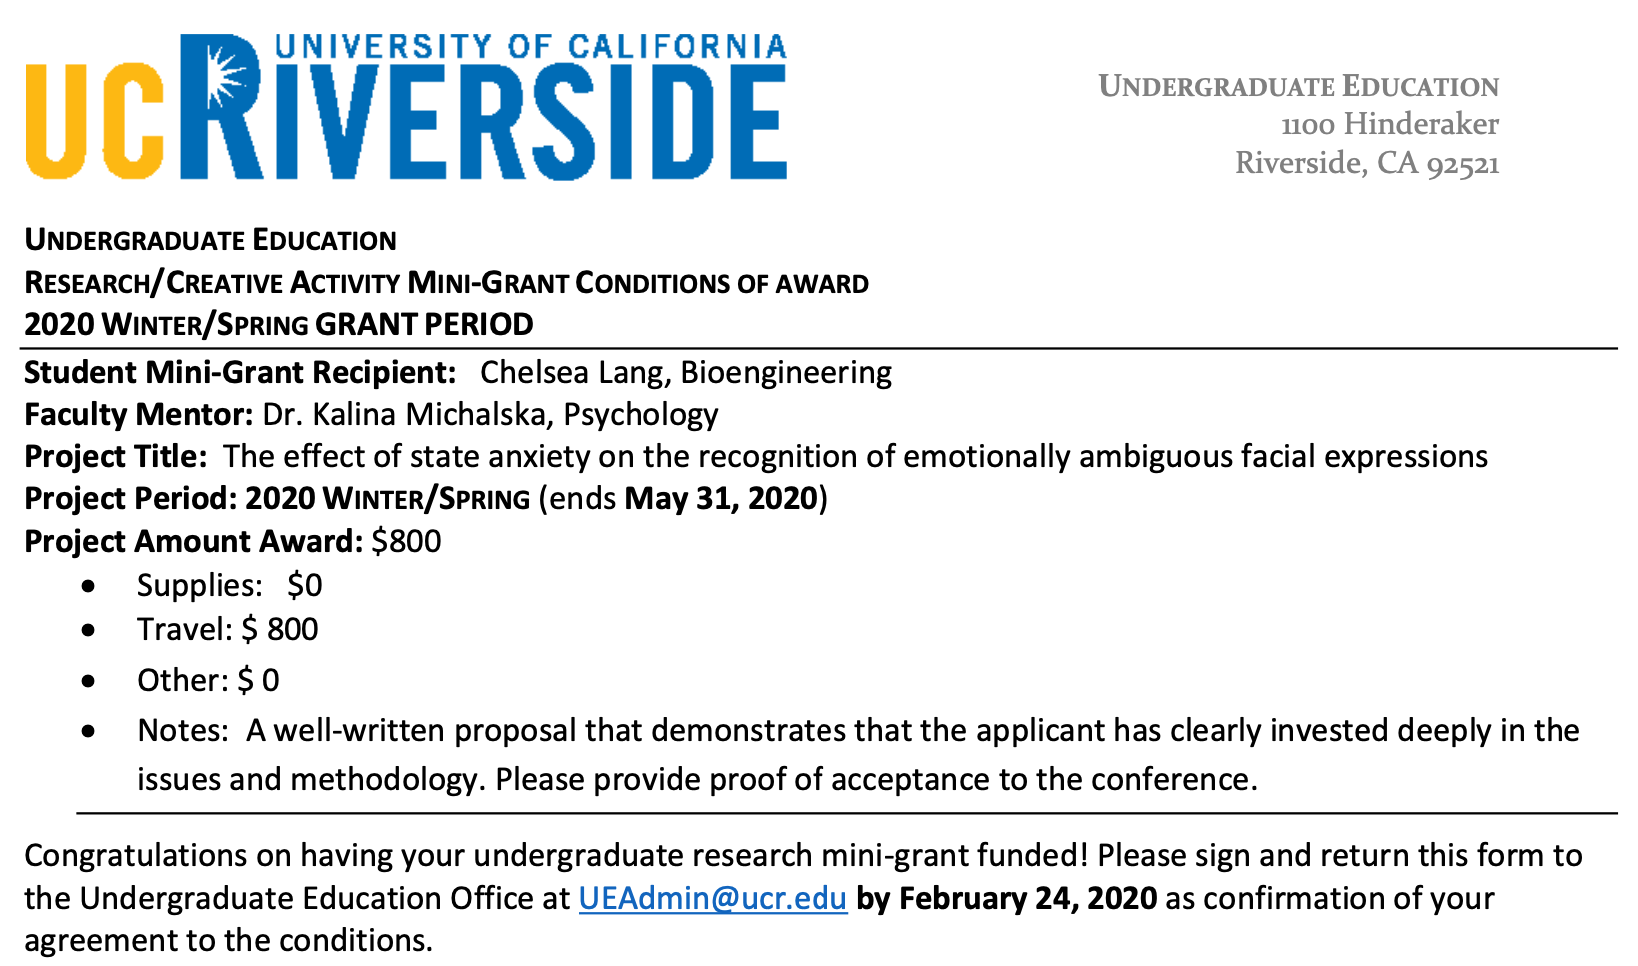 UNIVERSITY OF CALIFORNIA
UCRIVERSIDE
UNDERGRADUATE EDUCATION
1100 Hinderaker
Riverside, CA 92521
UNDERGRADUATE EDUCATION
RESEARCH/CREATIVE ACTIVITY MINI-GRANT CONDITIONS OF AWARD
2020 WINTER/SPRING GRANT PERIOD
Student Mini-Grant Recipient:   Chelsea Lang, Bioengineering
Faculty Mentor: Dr. Kalina Michalska, Psychology
Project Title:  The effect of state anxiety on the recognition of emotionally ambiguous facial expressions
Project Period: 2020 WINTER/SPRING (ends May 31, 2020)
Project Amount Award: $800
• Supplies:   $0
• Travel: $ 800
• Other: $ 0
• Notes:  A well-written proposal that demonstrates that the applicant has clearly invested deeply in the
issues and methodology. Please provide proof of acceptance to the conference.
Congratulations on having your undergraduate research mini-grant funded! Please sign and return this form to
the Undergraduate Education Office at UEAdmin@ucr.edu by February 24, 2020 as confirmation of your
agreement to the conditions.